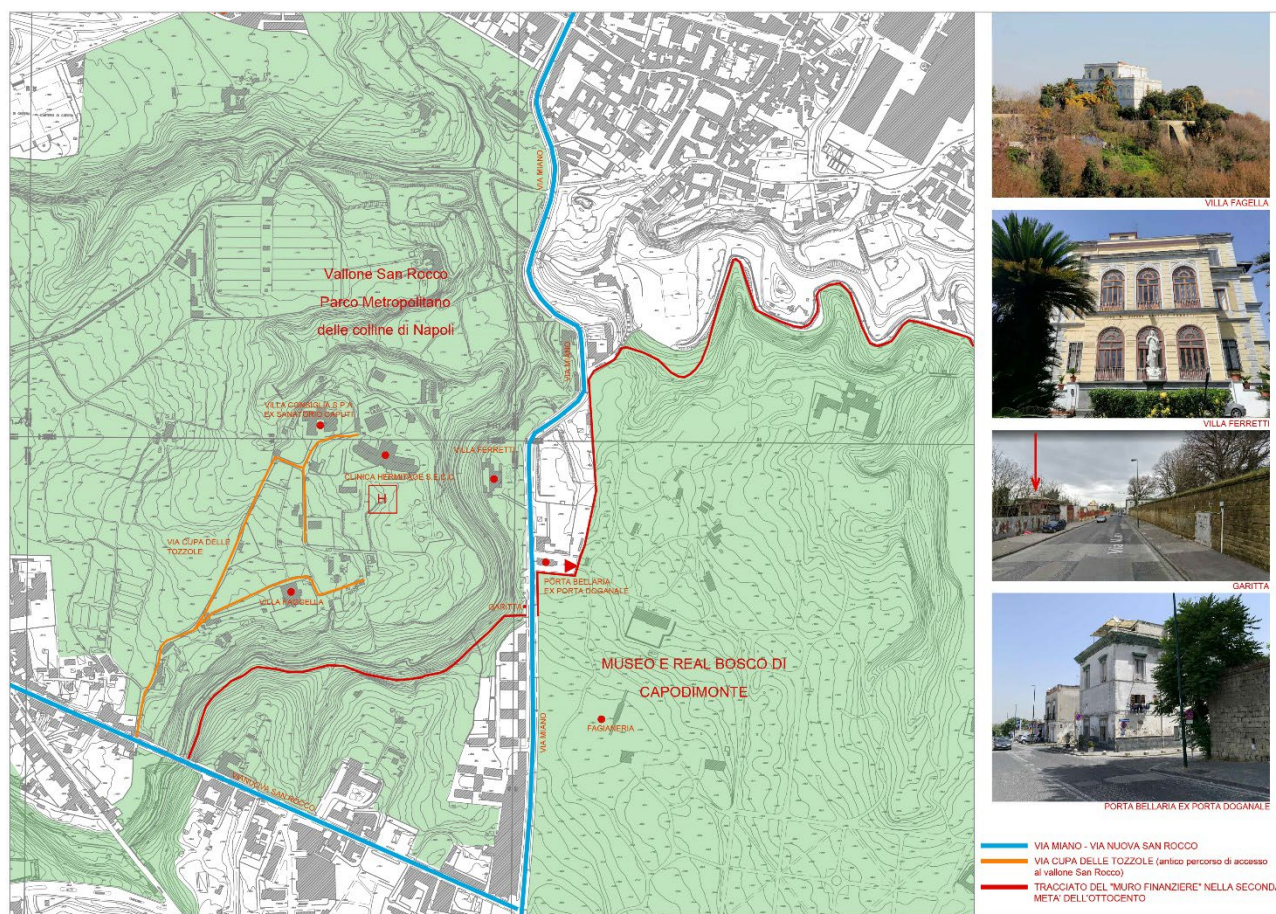 VIA MIANO
Vallone San Rocco
Parco Metropolitano
delle colline di Napoli
VIA MIANO
VILLA CONSIGLIA S.P.A.
EX SANATORIO CAPUTI
VILLA FERRETTI
CLINICA HERMITAGE S.E.C.C.
H
VIA CUPA DELLE
TOZZOLE
PORTA BELLARIA
EX PORTA DOGANALE
VILLA FAGGELLA
GARITTA
MUSEO E REAL BOSCO DI
CAPODIMONTE
FAGIANERIA
VIA MIANO
SAN ROCCO
VILLA FAGELLA
VILLA FERRETTI
GARITTA
PORTA BELLARIA EX PORTA DOGANALE
VIA MIANO - VIA NUOVA SAN ROCCO
VIA CUPA DELLE TOZZOLE (antico percorso di accesso
al vallone San Rocco)
TRACCIATO DEL "MURO FINANZIERE" NELLA SECONDA
META' DELL'OTTOCENTO